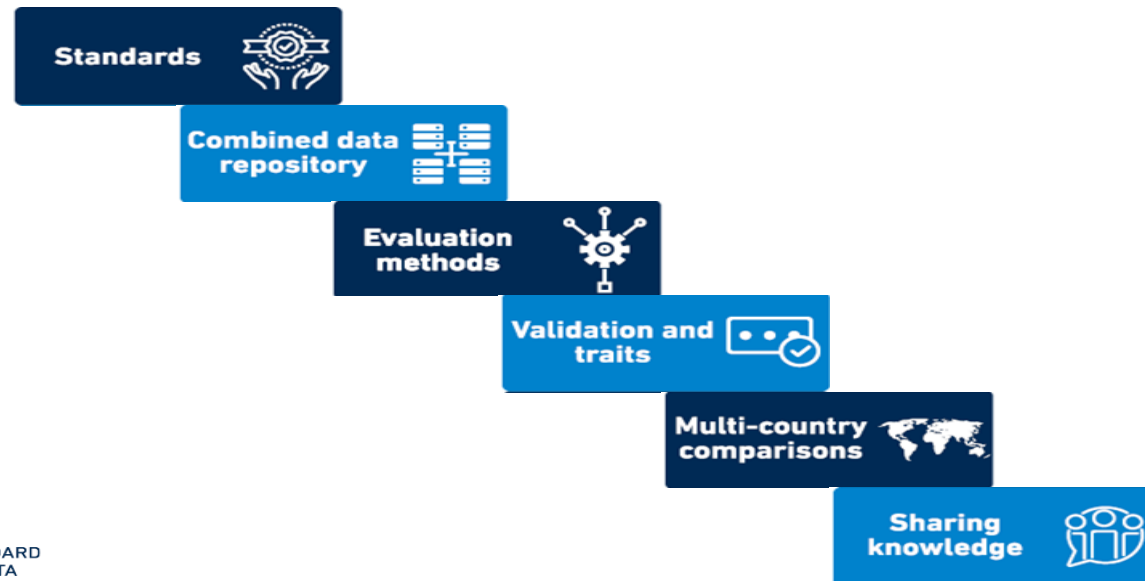 Standards
Combined data
repository
Evaluation
methods
Validation and
traits
Multi-country
comparisons
Sharing
knowledge